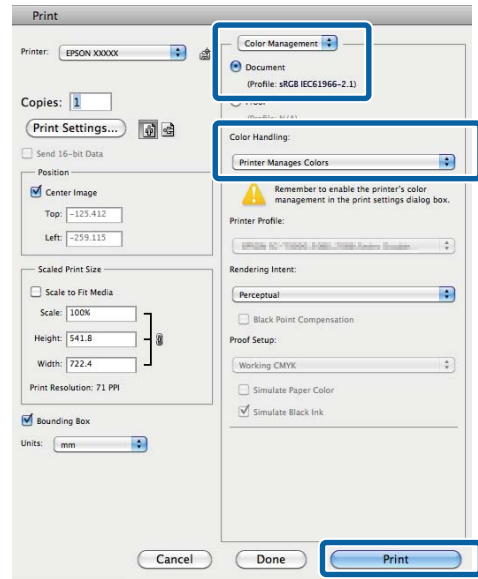 Print
Printer: EPSON XXXXX
Copies: 1
Print Settings...
Send 16-bit Data
Position
Center Image
Top: -125.412
Left: -259.115
Scaled Print Size
Scale to Fit Media
Scale: 100%
Height: 541.8
Width: 722.4
Print Resolution: 71 PPI
Bounding Box
Units: mm
Color Management
Document
(Profile: sRGB IEC61966-2.1)
Color Handling:
Printer Manages Colors
Remember to enable the printer's color
management in the print settings dialog box.
Printer Profile:
Rendering Intent:
Perceptual
Black Point Compensation
Proof Setup:
Working CMYK
Simulate Paper Color
Simulate Black Ink
Cancel
Done
Print